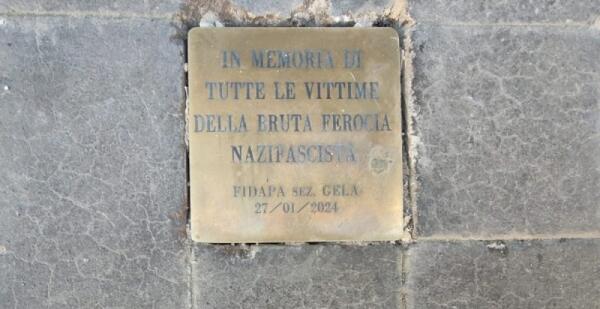 IN MEMORIA DI
TUTTE LE VITTIME
DELLA BRUTA FEROCIA
NAZIFASCISTA
FIDAPA SEZ. GELA
27/01/2024